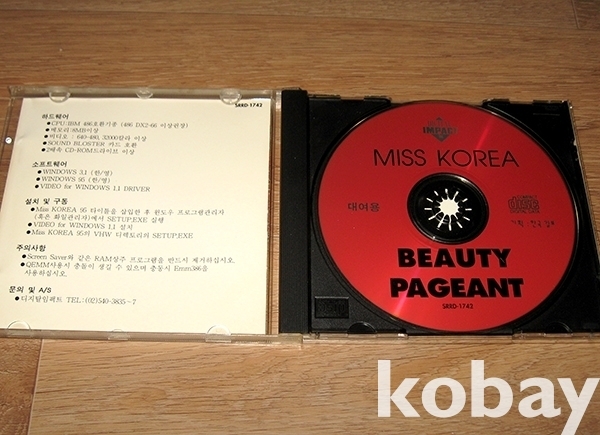 SRRD-1742
하드웨어
●CPU:IBM 486호환기종 (486 DX2-66 이상권장)
●메모리:8MB이상
●비디오 : 640-480, 32000칼라 이상
●SOUND BLOSTER 카드 호환
●2배속 CD-ROM드라이브 이상
소프트웨어
●WINDOWS 3.1 (한/영)
●WINDOWS 95 (한/영)
●VIDEO for WINDOWS 1.1 DRIVER
설치 및 구동
●Miss KOREA 95 타이틀을 삽입한 후 윈도우 프로그램관리자
(혹은 화일관리자)에서 SETUP.EXE 실행
●VIDEO for WINDOWS 1.1 설치
●Miss KOREA 95의 VHW 디렉토리의 SETUP.EXE
주의사항
●Screen Saver와 같은 RAM상주 프로그램을 반드시 제거하십시오.
●QEMM사용시 충돌이 생길 수 있으며 충돌시 Emm386을
사용하십시오.
문의 및 A/S
●디지탈임팩트 TEL:(02)540-3835~7
IMPACT
MISS KOREA
대여용
BEAUTY
PAGEANT
SRRD-1742
kobay